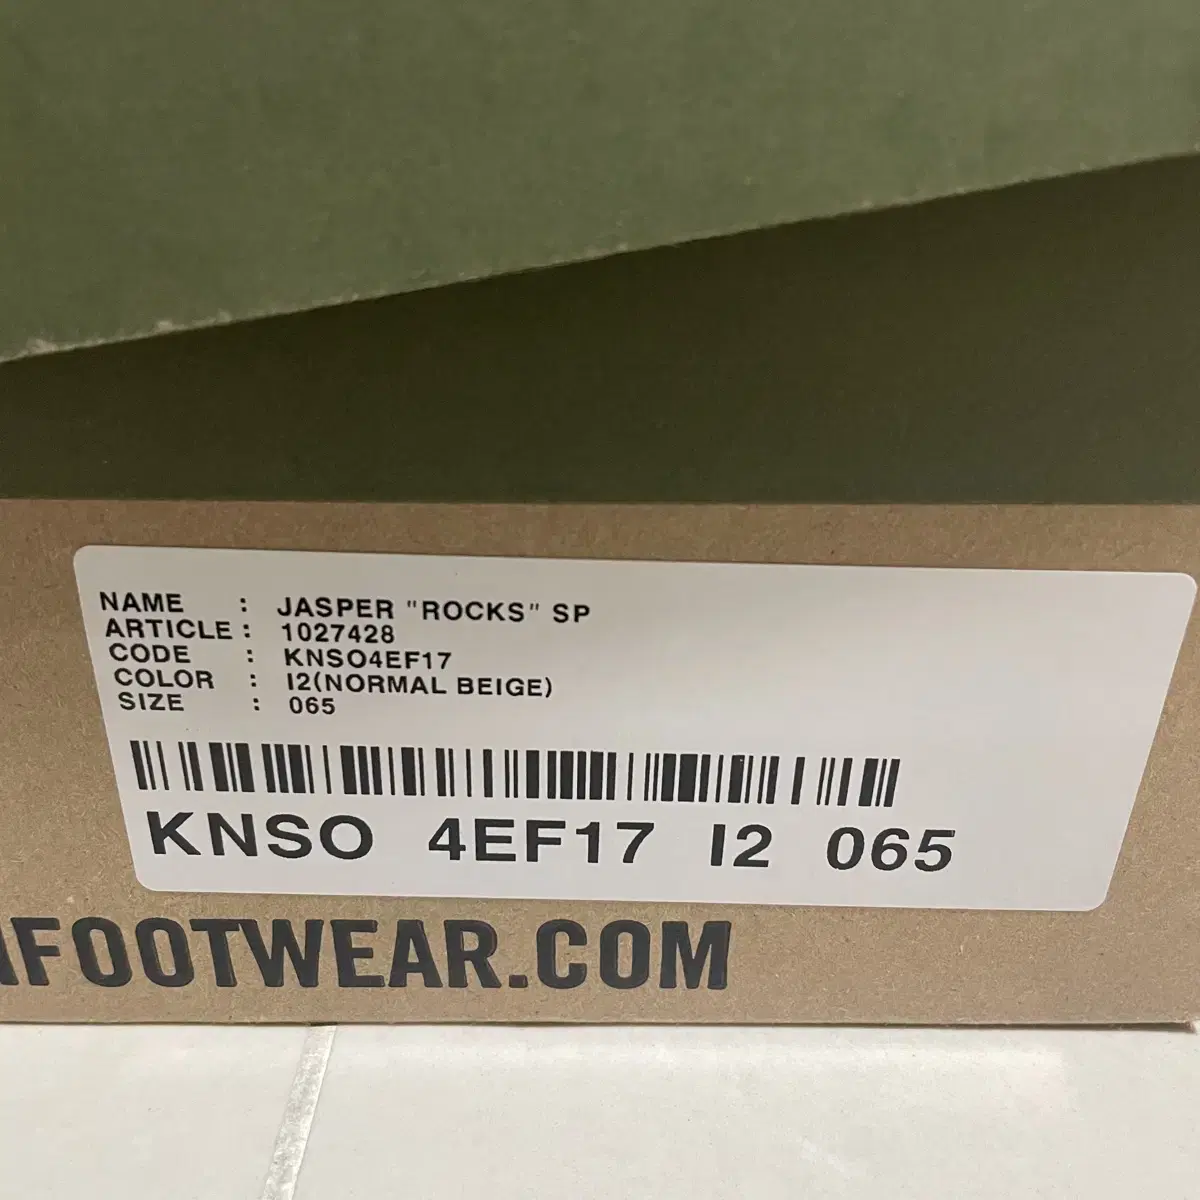 NAME : JASPER "ROCKS" SP
ARTICLE : 1027428
CODE : KNSO4EF17
COLOR : I2(NORMAL BEIGE)
SIZE : 065
KNSO 4EF17 I2 065
FOOTWEAR.COM